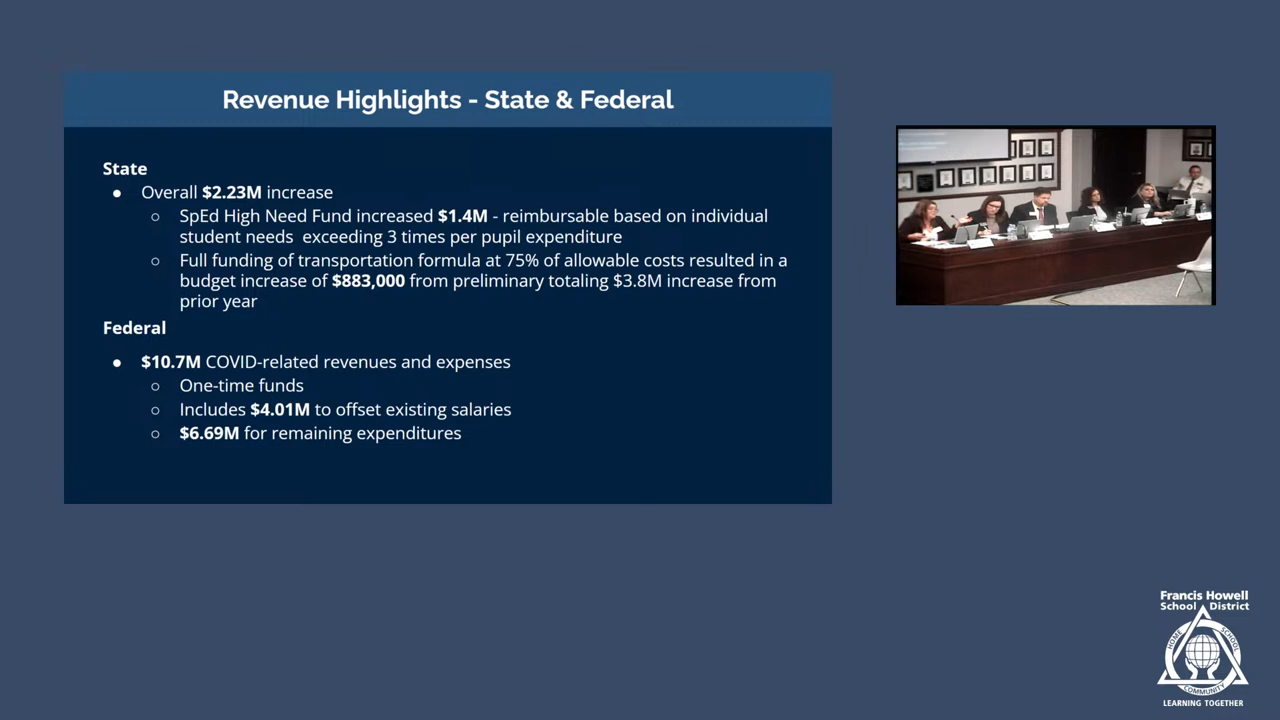 Revenue Highlights - State & Federal
State
● Overall $2.23M increase
○ SpEd High Need Fund increased $1.4M - reimbursable based on individual
student needs  exceeding 3 times per pupil expenditure
○ Full funding of transportation formula at 75% of allowable costs resulted in a
budget increase of $883,000 from preliminary totaling $3.8M increase from
prior year
Federal
● $10.7M COVID-related revenues and expenses
○ One-time funds
○ Includes $4.01M to offset existing salaries
○ $6.69M for remaining expenditures
Francis Howell
School District
HOME
SCHOOL
COMMUNITY
LEARNING TOGETHER